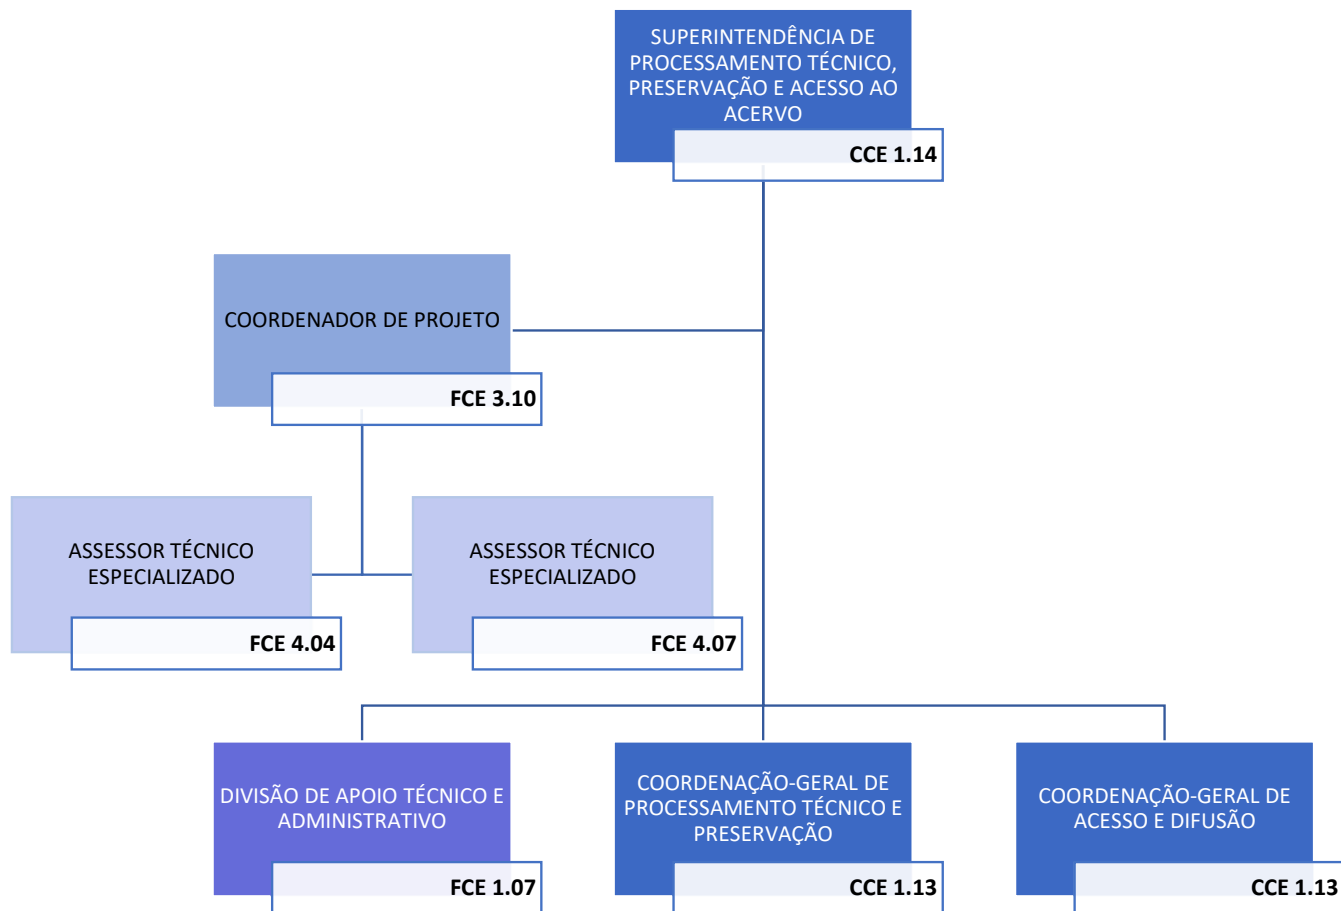 SUPERINTENDÊNCIA DE
PROCESSAMENTO TÉCNICO,
PRESERVAÇÃO E ACESSO AO
ACERVO
CCE 1.14
COORDENADOR DE PROJETO
FCE 3.10
ASSESSOR TÉCNICO
ESPECIALIZADO
FCE 4.04
ASSESSOR TÉCNICO
ESPECIALIZADO
FCE 4.07
DIVISÃO DE APOIO TÉCNICO E
ADMINISTRATIVO
FCE 1.07
COORDENAÇÃO-GERAL DE
PROCESSAMENTO TÉCNICO E
PRESERVAÇÃO
CCE 1.13
COORDENAÇÃO-GERAL DE
ACESSO E DIFUSÃO
CCE 1.13